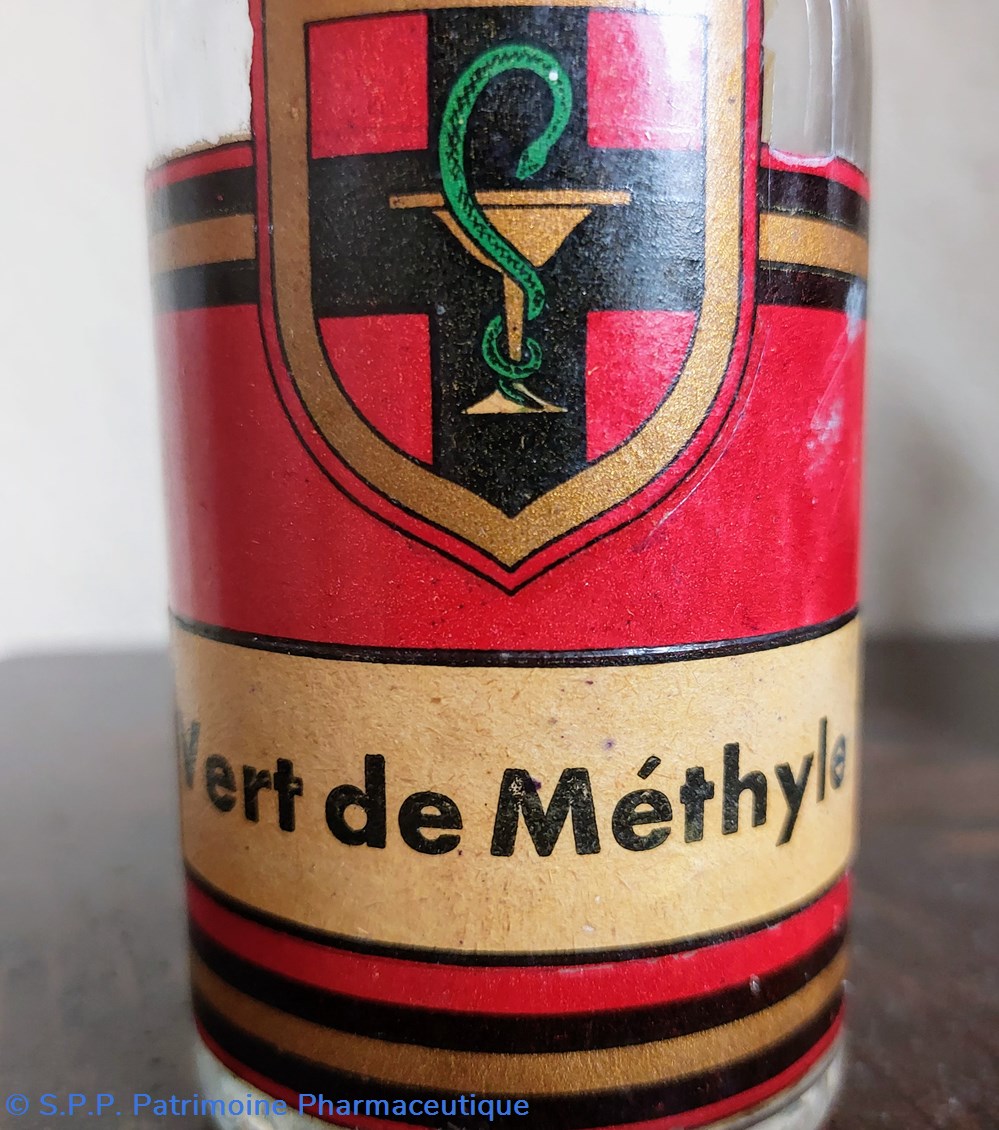 Vert de Méthyle
© S.P.P. Patrimoine Pharmaceutique